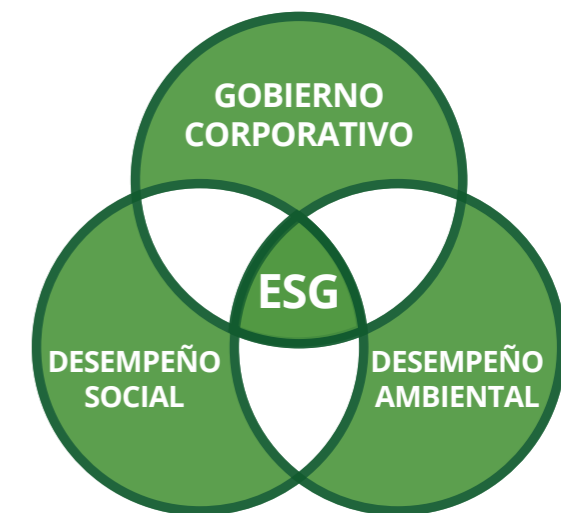 GOBIERNO
CORPORATIVO
ESG
DESEMPEÑO
SOCIAL
DESEMPEÑO
AMBIENTAL